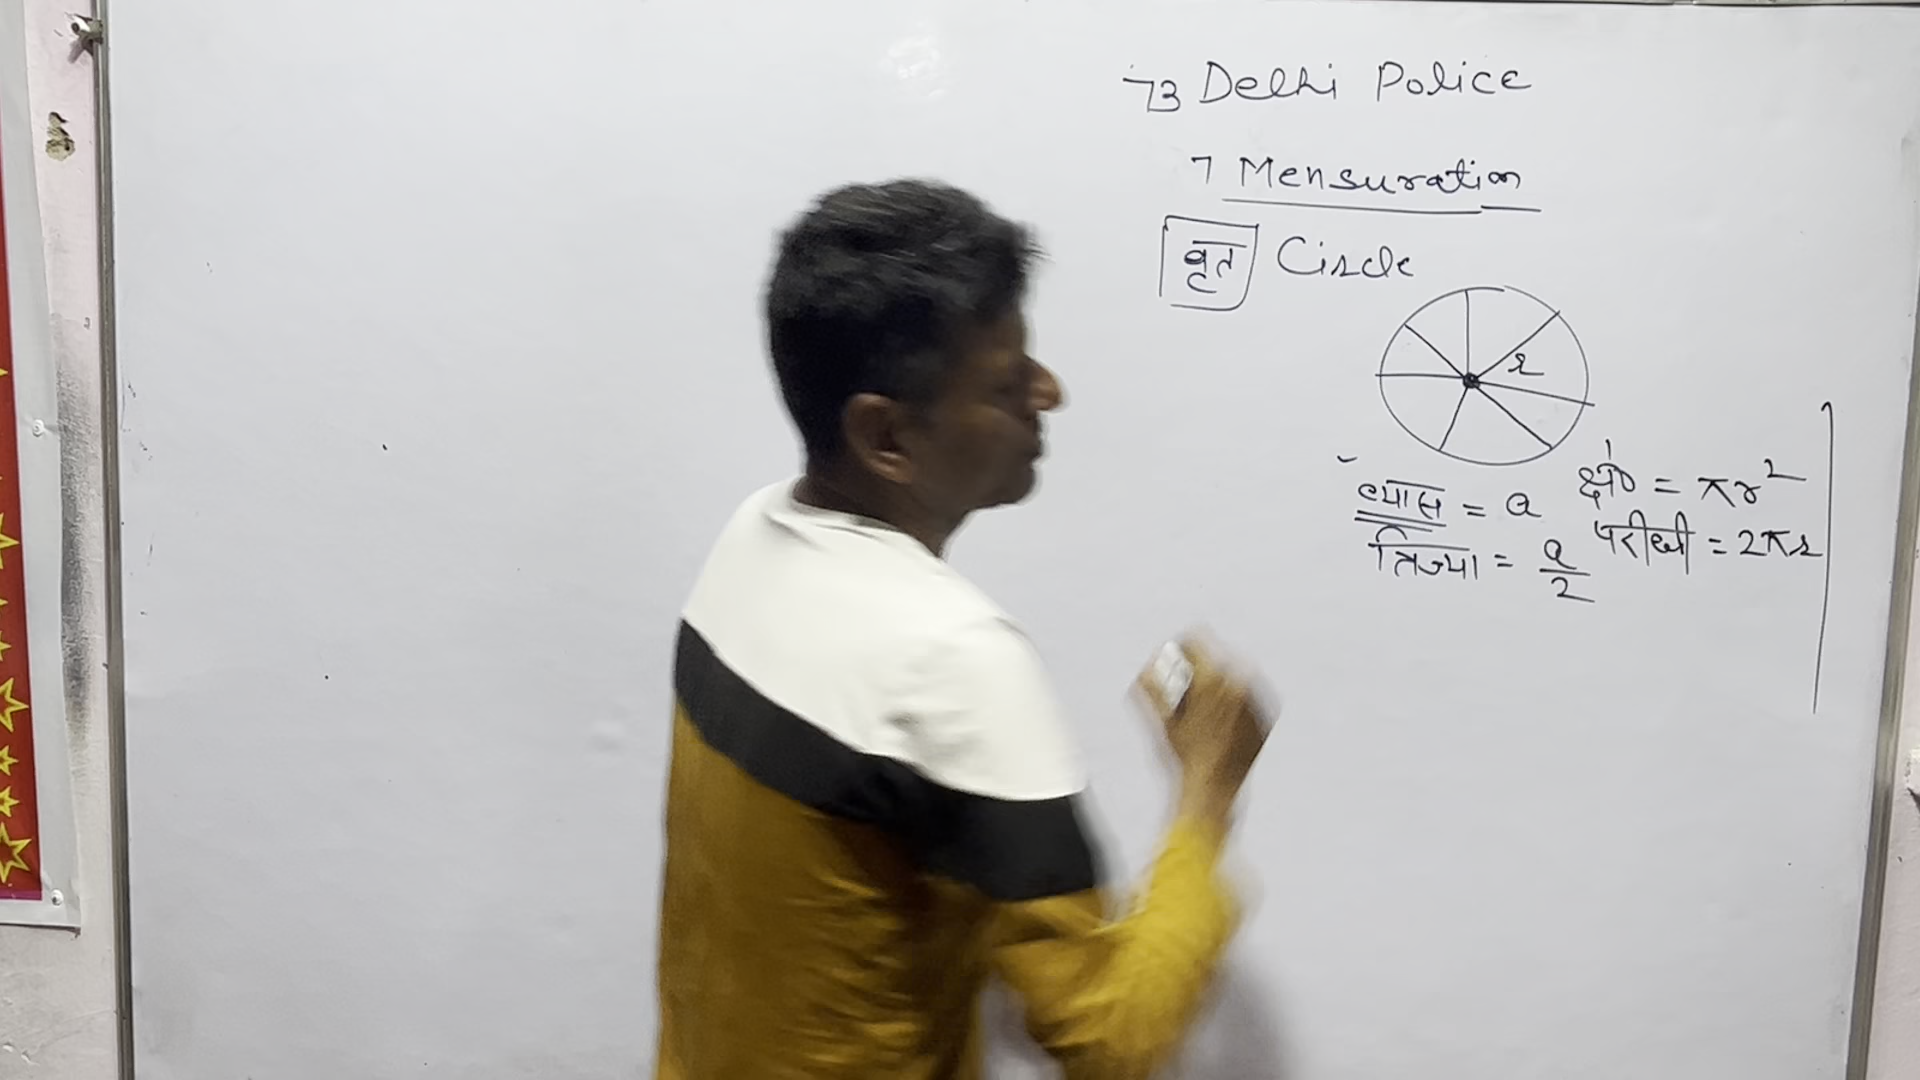 73 Delhi Police
7 Mensuration
वृत Circle
r
व्यास = a
त्रिज्या = a/2
क्षे० = πr²
परीधी = 2πr